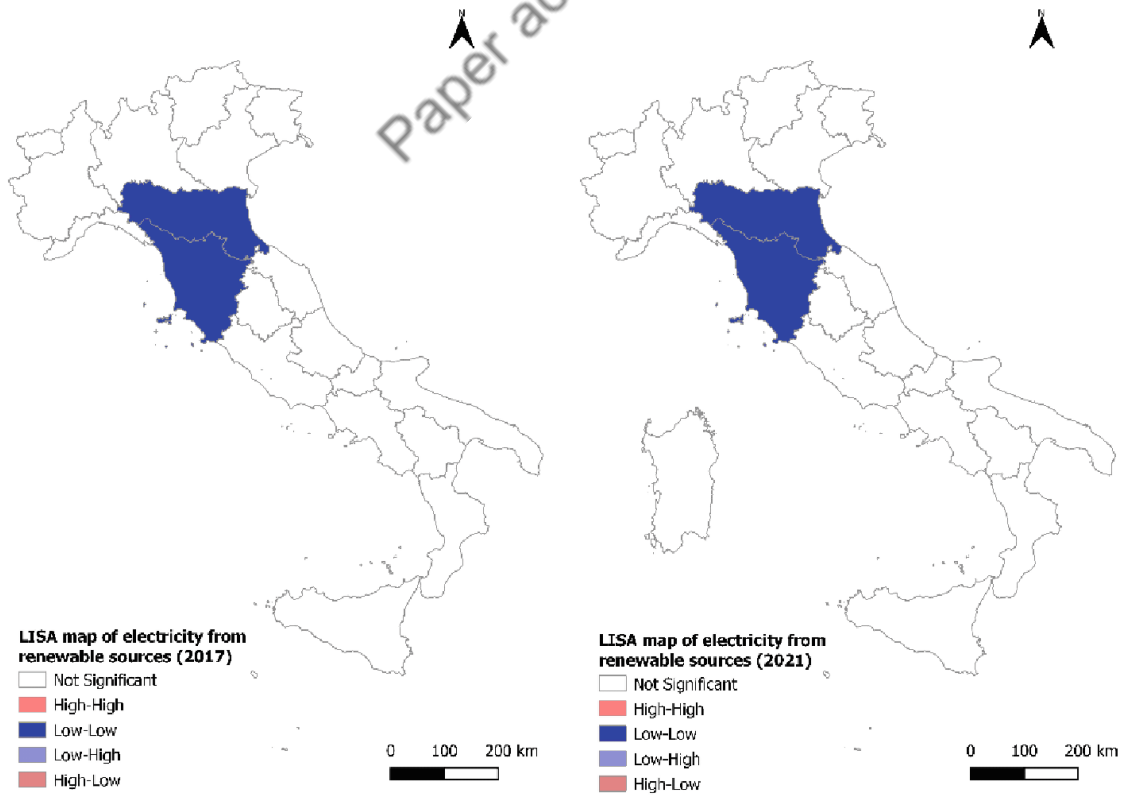 N
N
Paper ac
LISA map of electricity from
renewable sources (2017)
Not Significant
High-High
Low-Low
Low-High
High-Low
0 100 200 km
LISA map of electricity from
renewable sources (2021)
Not Significant
High-High
Low-Low
Low-High
High-Low
0 100 200 km